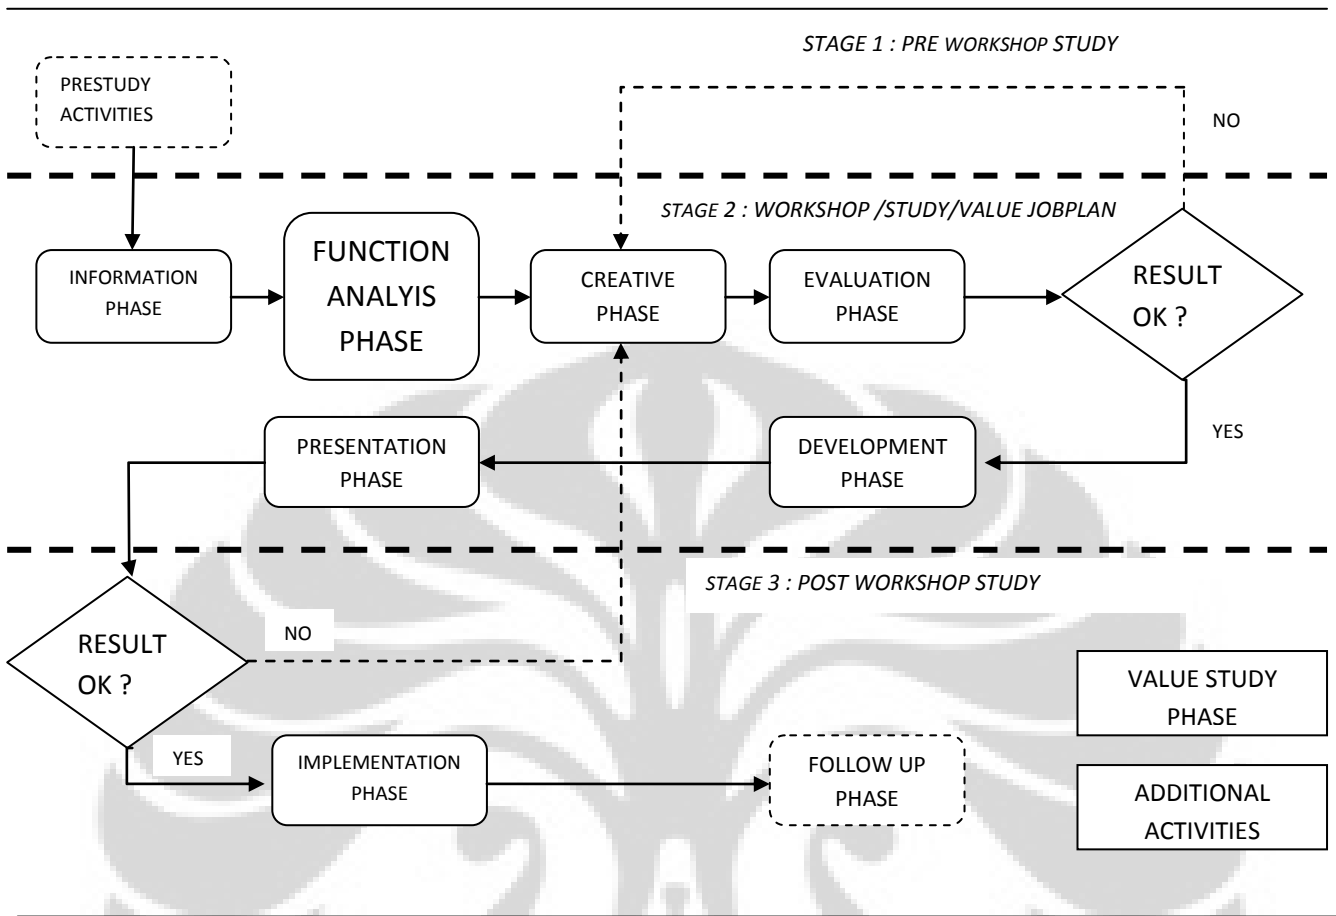 STAGE 1 : PRE WORKSHOP STUDY
PRESTUDY
ACTIVITIES
NO
STAGE 2 : WORKSHOP /STUDY/VALUE JOBPLAN
INFORMATION
PHASE
FUNCTION
ANALYIS
PHASE
CREATIVE
PHASE
EVALUATION
PHASE
RESULT
OK ?
YES
DEVELOPMENT
PHASE
PRESENTATION
PHASE
STAGE 3 : POST WORKSHOP STUDY
RESULT
OK ?
NO
YES
IMPLEMENTATION
PHASE
FOLLOW UP
PHASE
VALUE STUDY
PHASE
ADDITIONAL
ACTIVITIES